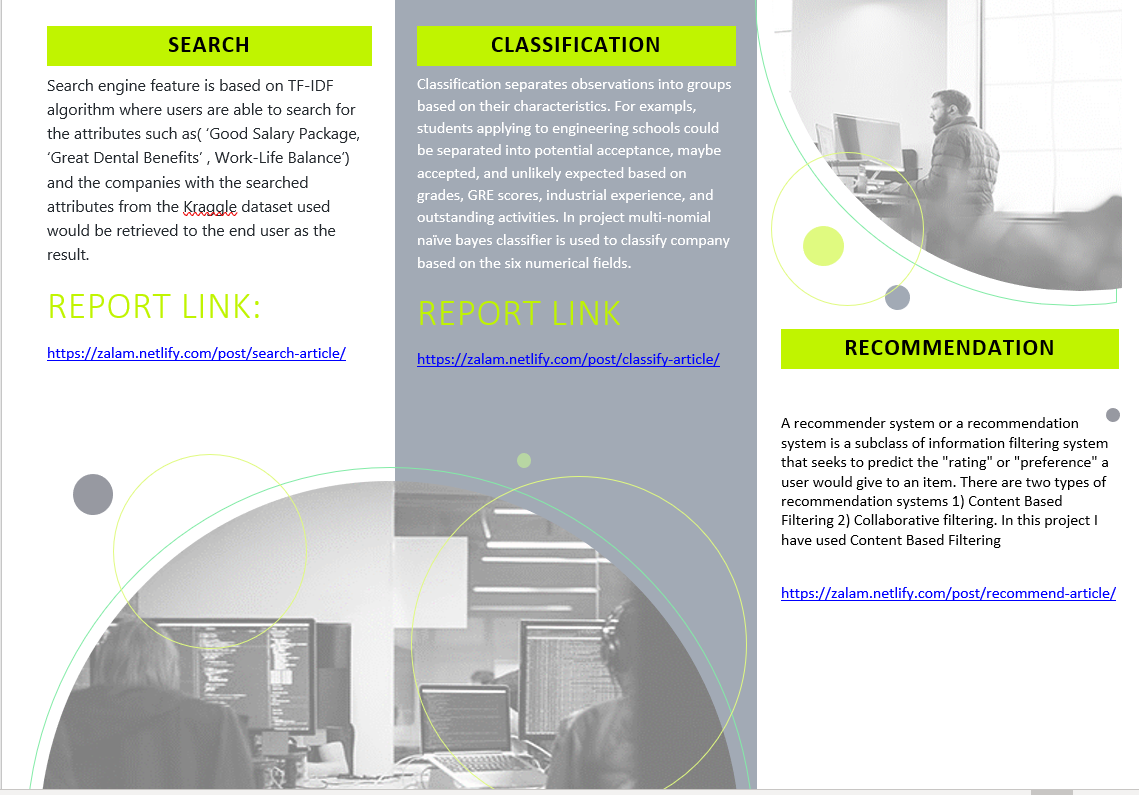 SEARCH
Search engine feature is based on TF-IDF
algorithm where users are able to search for
the attributes such as( ‘Good Salary Package,
‘Great Dental Benefits’ , Work-Life Balance’)
and the companies with the searched
attributes from the Kraggle dataset used
would be retrieved to the end user as the
result.
REPORT LINK:
https://zalam.netlify.com/post/search-article/
CLASSIFICATION
Classification separates observations into groups
based on their characteristics. For exampls,
students applying to engineering schools could
be separated into potential acceptance, maybe
accepted, and unlikely expected based on
grades, GRE scores, industrial experience, and
outstanding activities. In project multi-nomial
naïve bayes classifier is used to classify company
based on the six numerical fields.
REPORT LINK
https://zalam.netlify.com/post/classify-article/
RECOMMENDATION
A recommender system or a recommendation
system is a subclass of information filtering system
that seeks to predict the "rating" or "preference" a
user would give to an item. There are two types of
recommendation systems 1) Content Based
Filtering 2) Collaborative filtering. In this project I
have used Content Based Filtering
https://zalam.netlify.com/post/recommend-article/